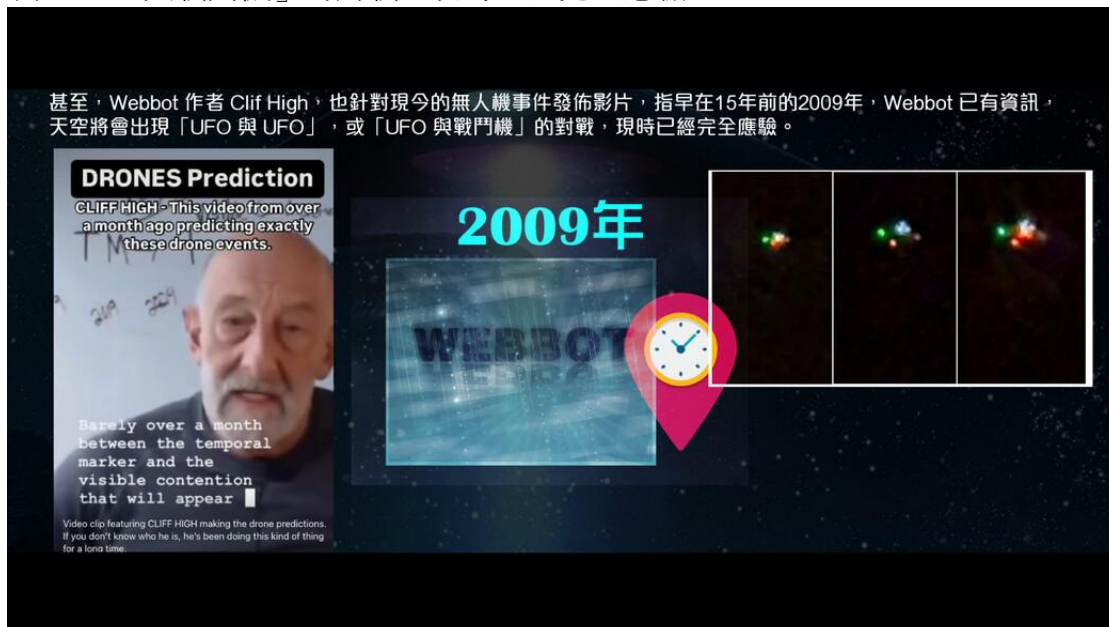 甚至，Webbot 作者 Clif High，也針對現今的無人機事件發佈影片，指早在15年前的2009年，Webbot 已有資訊，
天空將會出現「UFO 與 UFO」，或「UFO 與戰鬥機」的對戰，現時已經完全應驗。
DRONES Prediction
CLIFF HIGH - This video from over
a month ago predicting exactly
these drone events.
2009年
WEBBOT
Barely over a month
between the temporal
marker and the
visible contention
that will appear
Video clip featuring CLIFF HIGH making the drone predictions.
If you don't know who he is, he's been doing this kind of thing
for a long time.